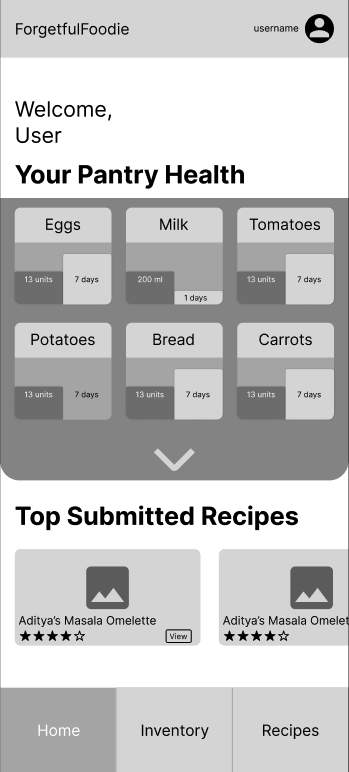 ForgetfulFoodie
username
Welcome,
User
Your Pantry Health
Eggs
13 units
7 days
Milk
200 ml
1 days
Tomatoes
13 units
7 days
Potatoes
13 units
7 days
Bread
13 units
7 days
Carrots
13 units
7 days
Top Submitted Recipes
Aditya's Masala Omelette
View
Aditya's Masala Omelet
Home
Inventory
Recipes